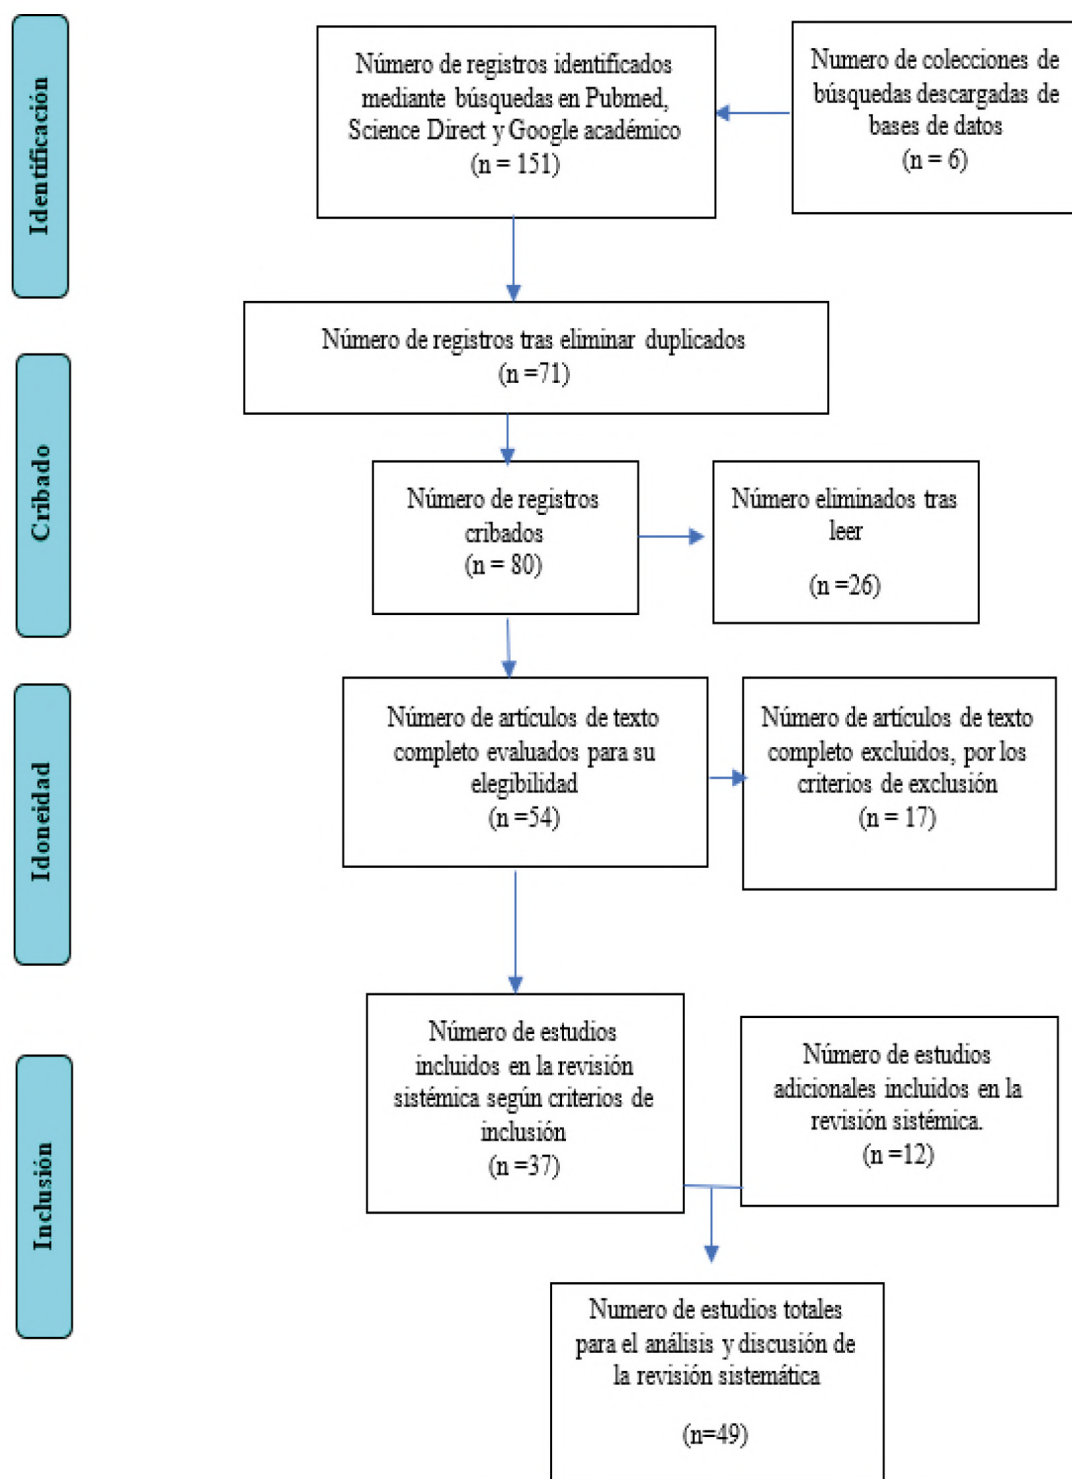 Identificación
Número de registros identificados
mediante búsquedas en Pubmed,
Science Direct y Google académico
(n = 151)
Numero de colecciones de
búsquedas descargadas de
bases de datos
(n = 6)
Número de registros tras eliminar duplicados
(n =71)
Cribado
Número de registros
cribados
(n = 80)
Número eliminados tras
leer
(n =26)
Idoneidad
Número de artículos de texto
completo evaluados para su
elegibilidad
(n =54)
Número de artículos de texto
completo excluidos, por los
criterios de exclusión
(n = 17)
Inclusión
Número de estudios
incluidos en la revisión
sistémica según criterios de
inclusión
(n =37)
Número de estudios
adicionales incluidos en la
revisión sistémica.
(n =12)
Numero de estudios totales
para el análisis y discusión de
la revisión sistemática
(n=49)